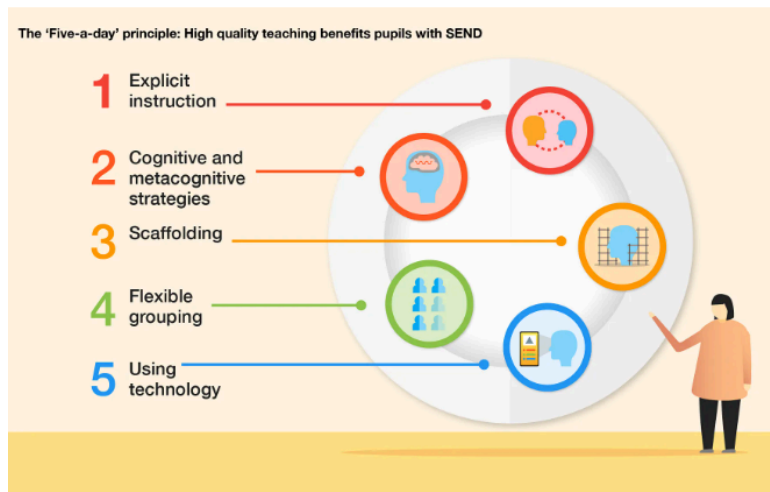 The ‘Five-a-day’ principle: High quality teaching benefits pupils with SEND
1 Explicit
instruction
2 Cognitive and
metacognitive
strategies
3 Scaffolding
4 Flexible
grouping
5 Using
technology